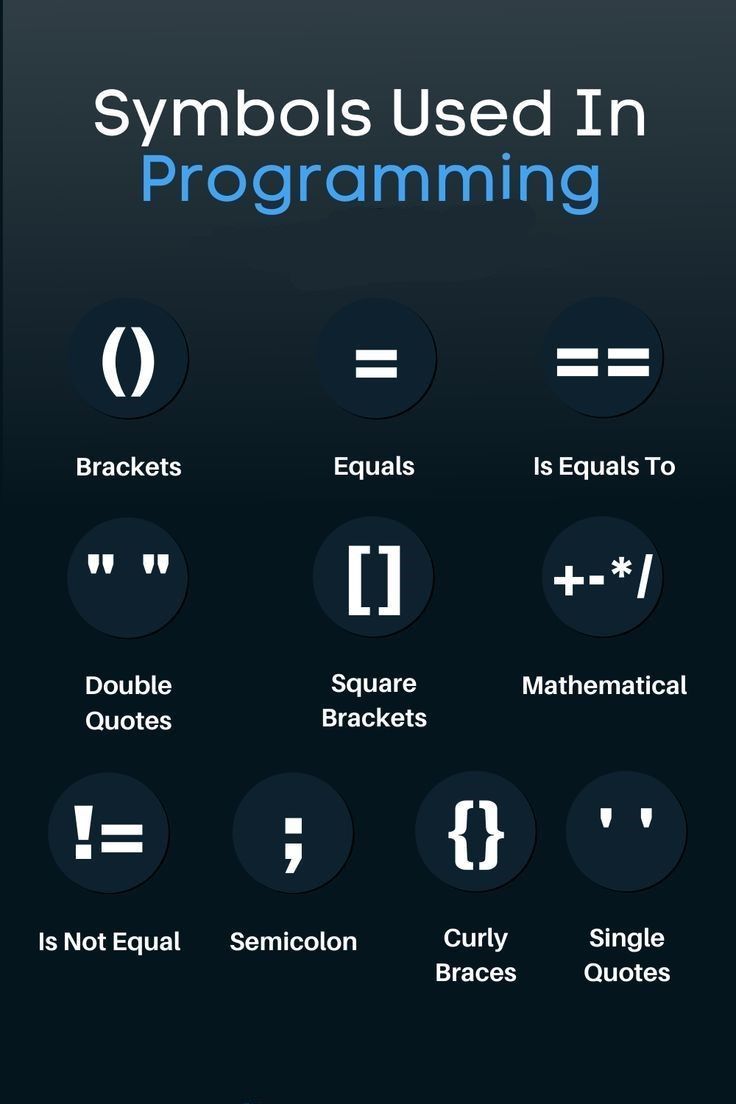 Symbols Used In
Programming
() = ==
Brackets Equals Is Equals To
" " [] +-*/
Double Quotes
Square Brackets
Mathematical
!= ; {} ' '
Is Not Equal Semicolon
Curly Braces
Single Quotes